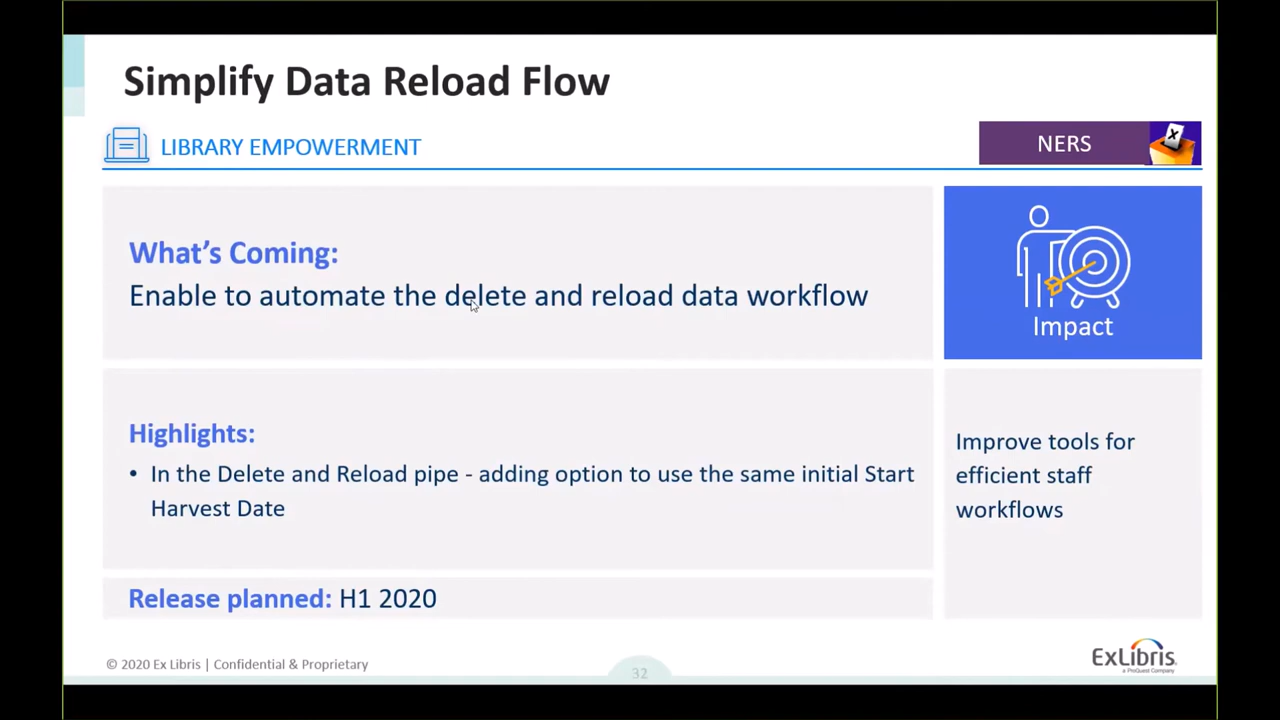 Simplify Data Reload Flow
LIBRARY EMPOWERMENT
NERS
X
What's Coming:
Enable to automate the delete and reload data workflow
Impact
Highlights:
• In the Delete and Reload pipe - adding option to use the same initial Start
Harvest Date
Improve tools for
efficient staff
workflows
Release planned: H1 2020
© 2020 Ex Libris | Confidential & Proprietary
32
ExLibris
a ProQuest Company